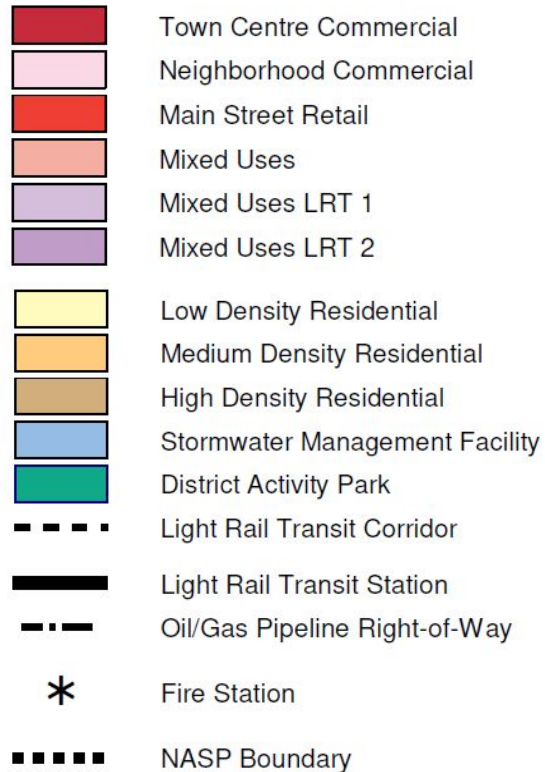 Town Centre Commercial
Neighborhood Commercial
Main Street Retail
Mixed Uses
Mixed Uses LRT 1
Mixed Uses LRT 2
Low Density Residential
Medium Density Residential
High Density Residential
Stormwater Management Facility
District Activity Park
Light Rail Transit Corridor
Light Rail Transit Station
Oil/Gas Pipeline Right-of-Way
Fire Station
NASP Boundary